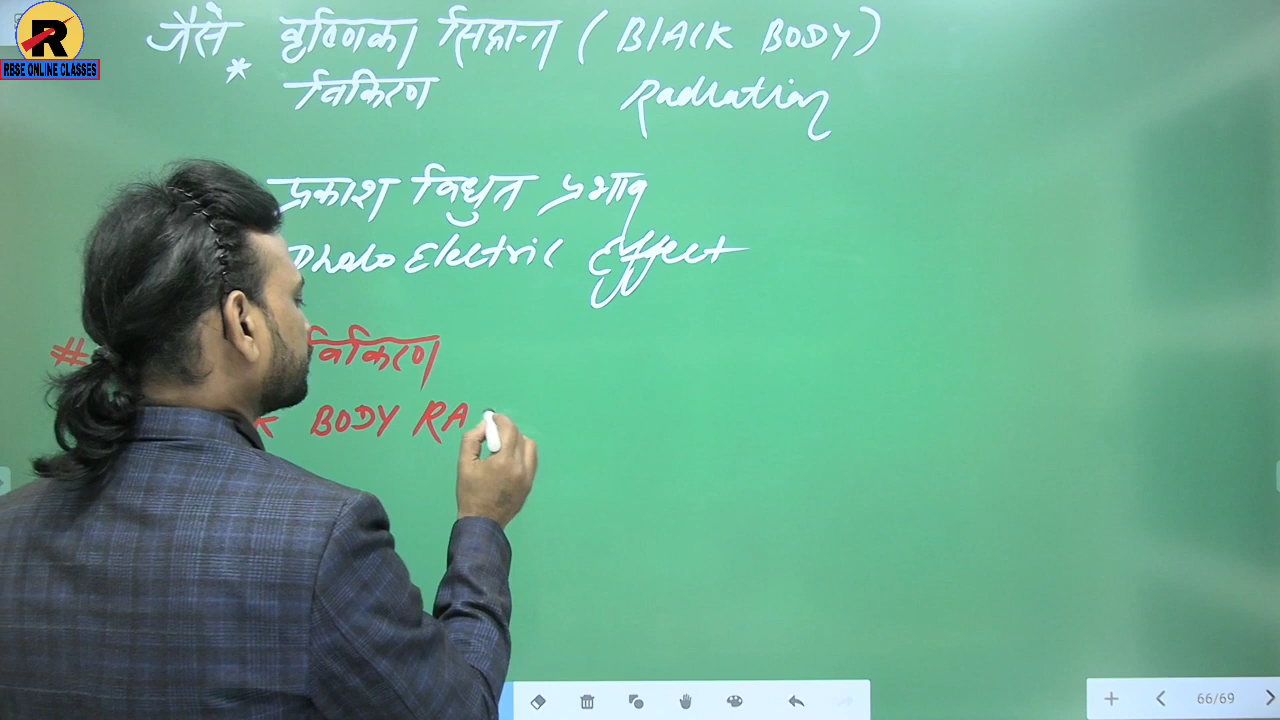 R
RBSE ONLINE CLASSES
जैसे कृष्णिका सिद्धान्त ( BLACK BODY )
* विकिरण Radiation
प्रकाश विधुत प्रभाव
Photo Electric Effect
# विकिरण
K BODY RA
66/69